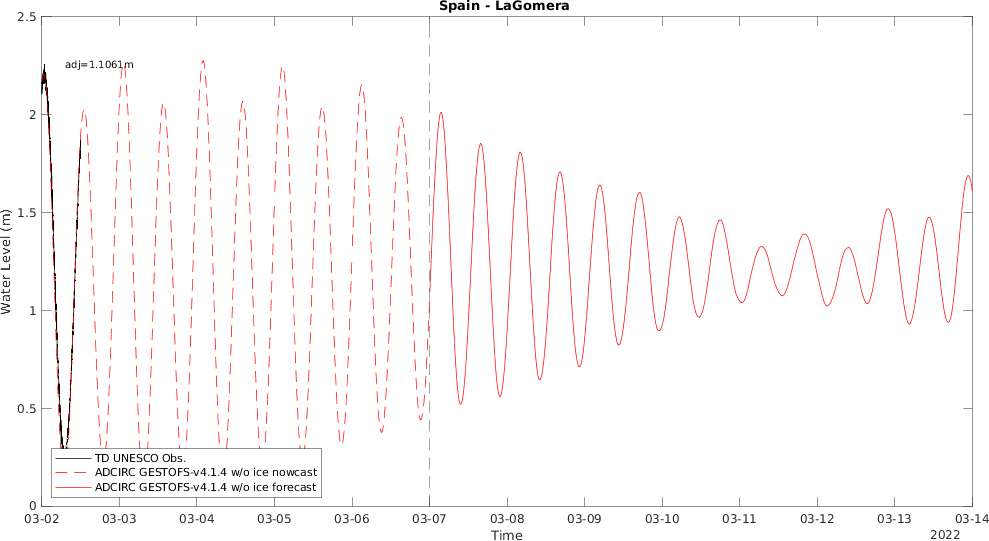 Spain - LaGomera
2.5
2
1.5
1
0.5
0
Water Level (m)
adj=1.1061m
TD UNESCO Obs.
ADCIRC GESTOFS-v4.1.4 w/o ice nowcast
ADCIRC GESTOFS-v4.1.4 w/o ice forecast
03-02 03-03 03-04 03-05 03-06 03-07 03-08 03-09 03-10 03-11 03-12 03-13 03-14
Time
2022